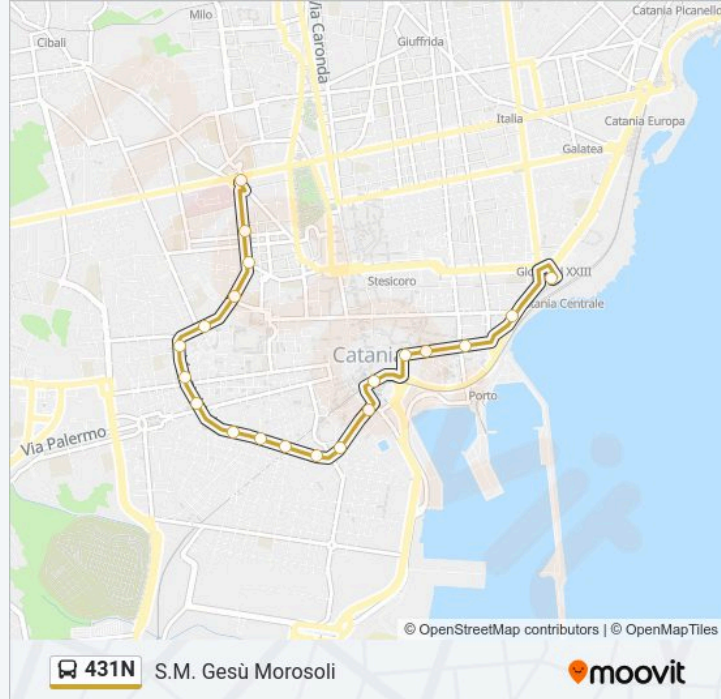 Catania Picanello
Milo
Cibali
Via Caronda
Giuffrida
Italia
Catania Europa
Galatea
Stesicoro
XXIII
Catania Centrale
Catania
Porto
Via Palermo
© OpenStreetMap contributors | © OpenMapTiles
431N S.M. Gesù Morosoli
moovit